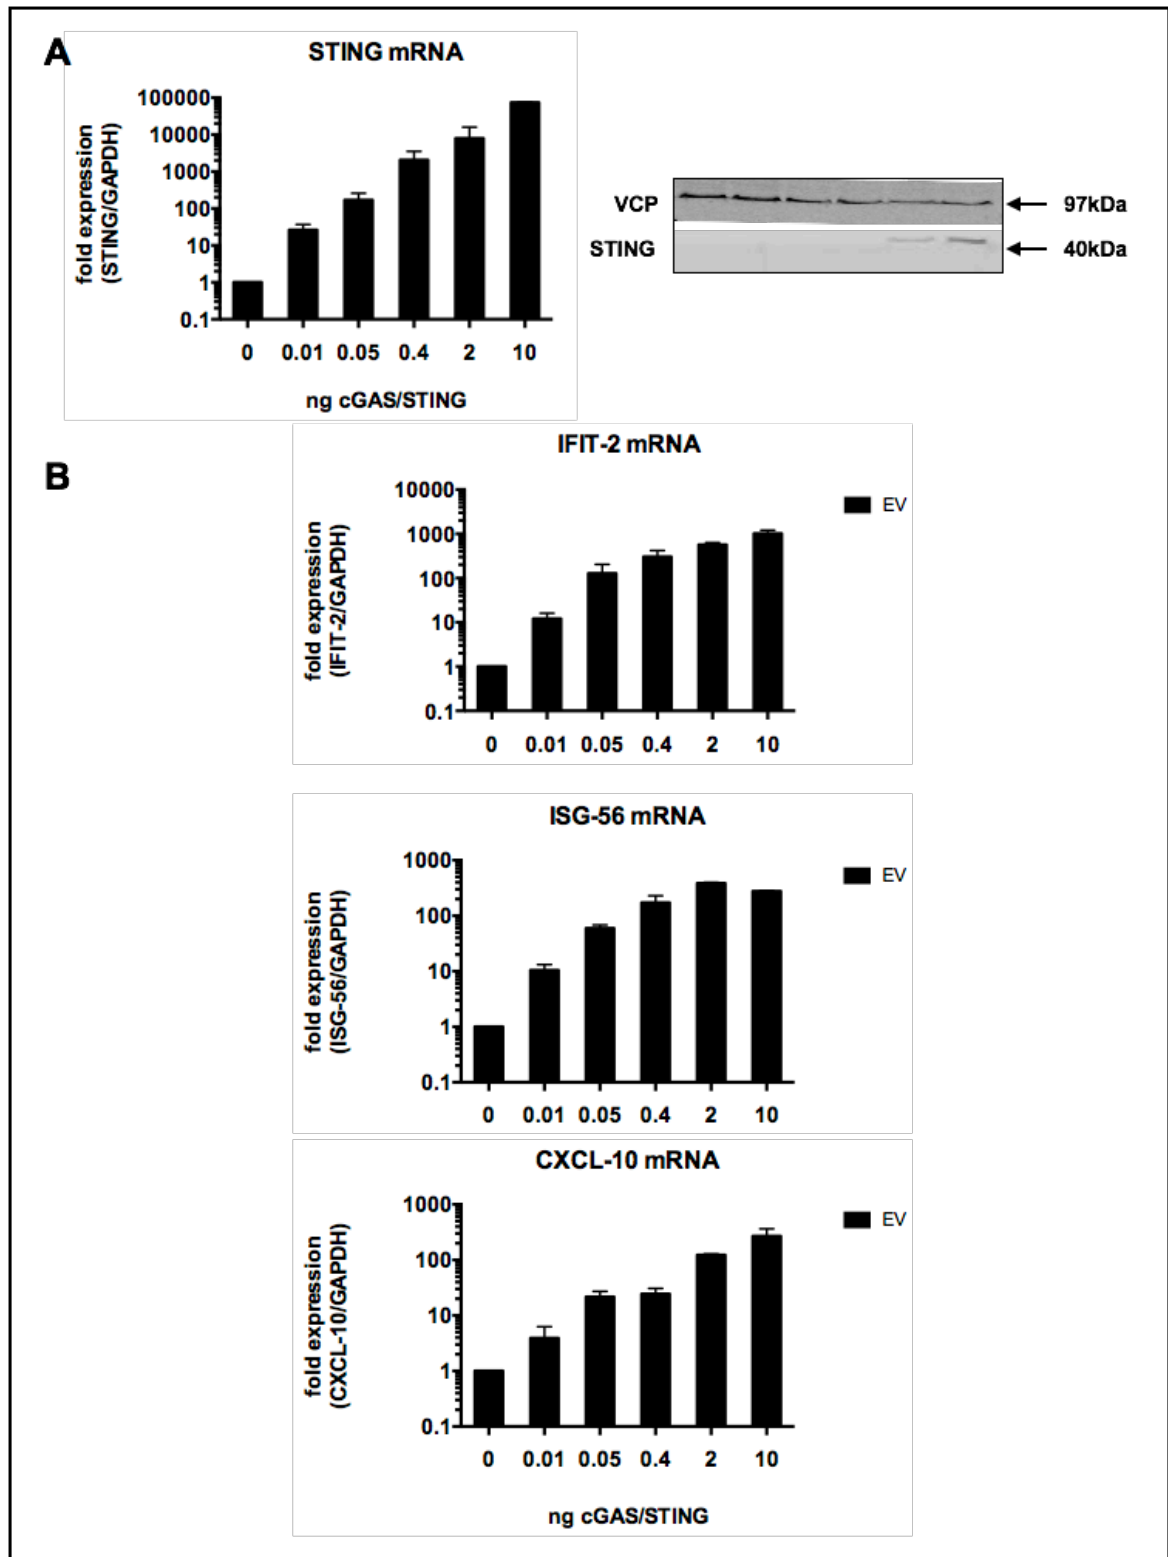 A
STING mRNA
fold expression
(STING/GAPDH)
100000
10000
1000
100
10
1
0.1
0 0.01 0.05 0.4 2 10
ng cGAS/STING
VCP 97kDa
STING 40kDa
B
IFIT-2 mRNA
fold expression
(IFIT-2/GAPDH)
10000
1000
100
10
1
0.1
EV
0 0.01 0.05 0.4 2 10
ISG-56 mRNA
fold expression
(ISG-56/GAPDH)
1000
100
10
1
0.1
EV
0 0.01 0.05 0.4 2 10
CXCL-10 mRNA
fold expression
(CXCL-10/GAPDH)
1000
100
10
1
0.1
EV
0 0.01 0.05 0.4 2 10
ng cGAS/STING